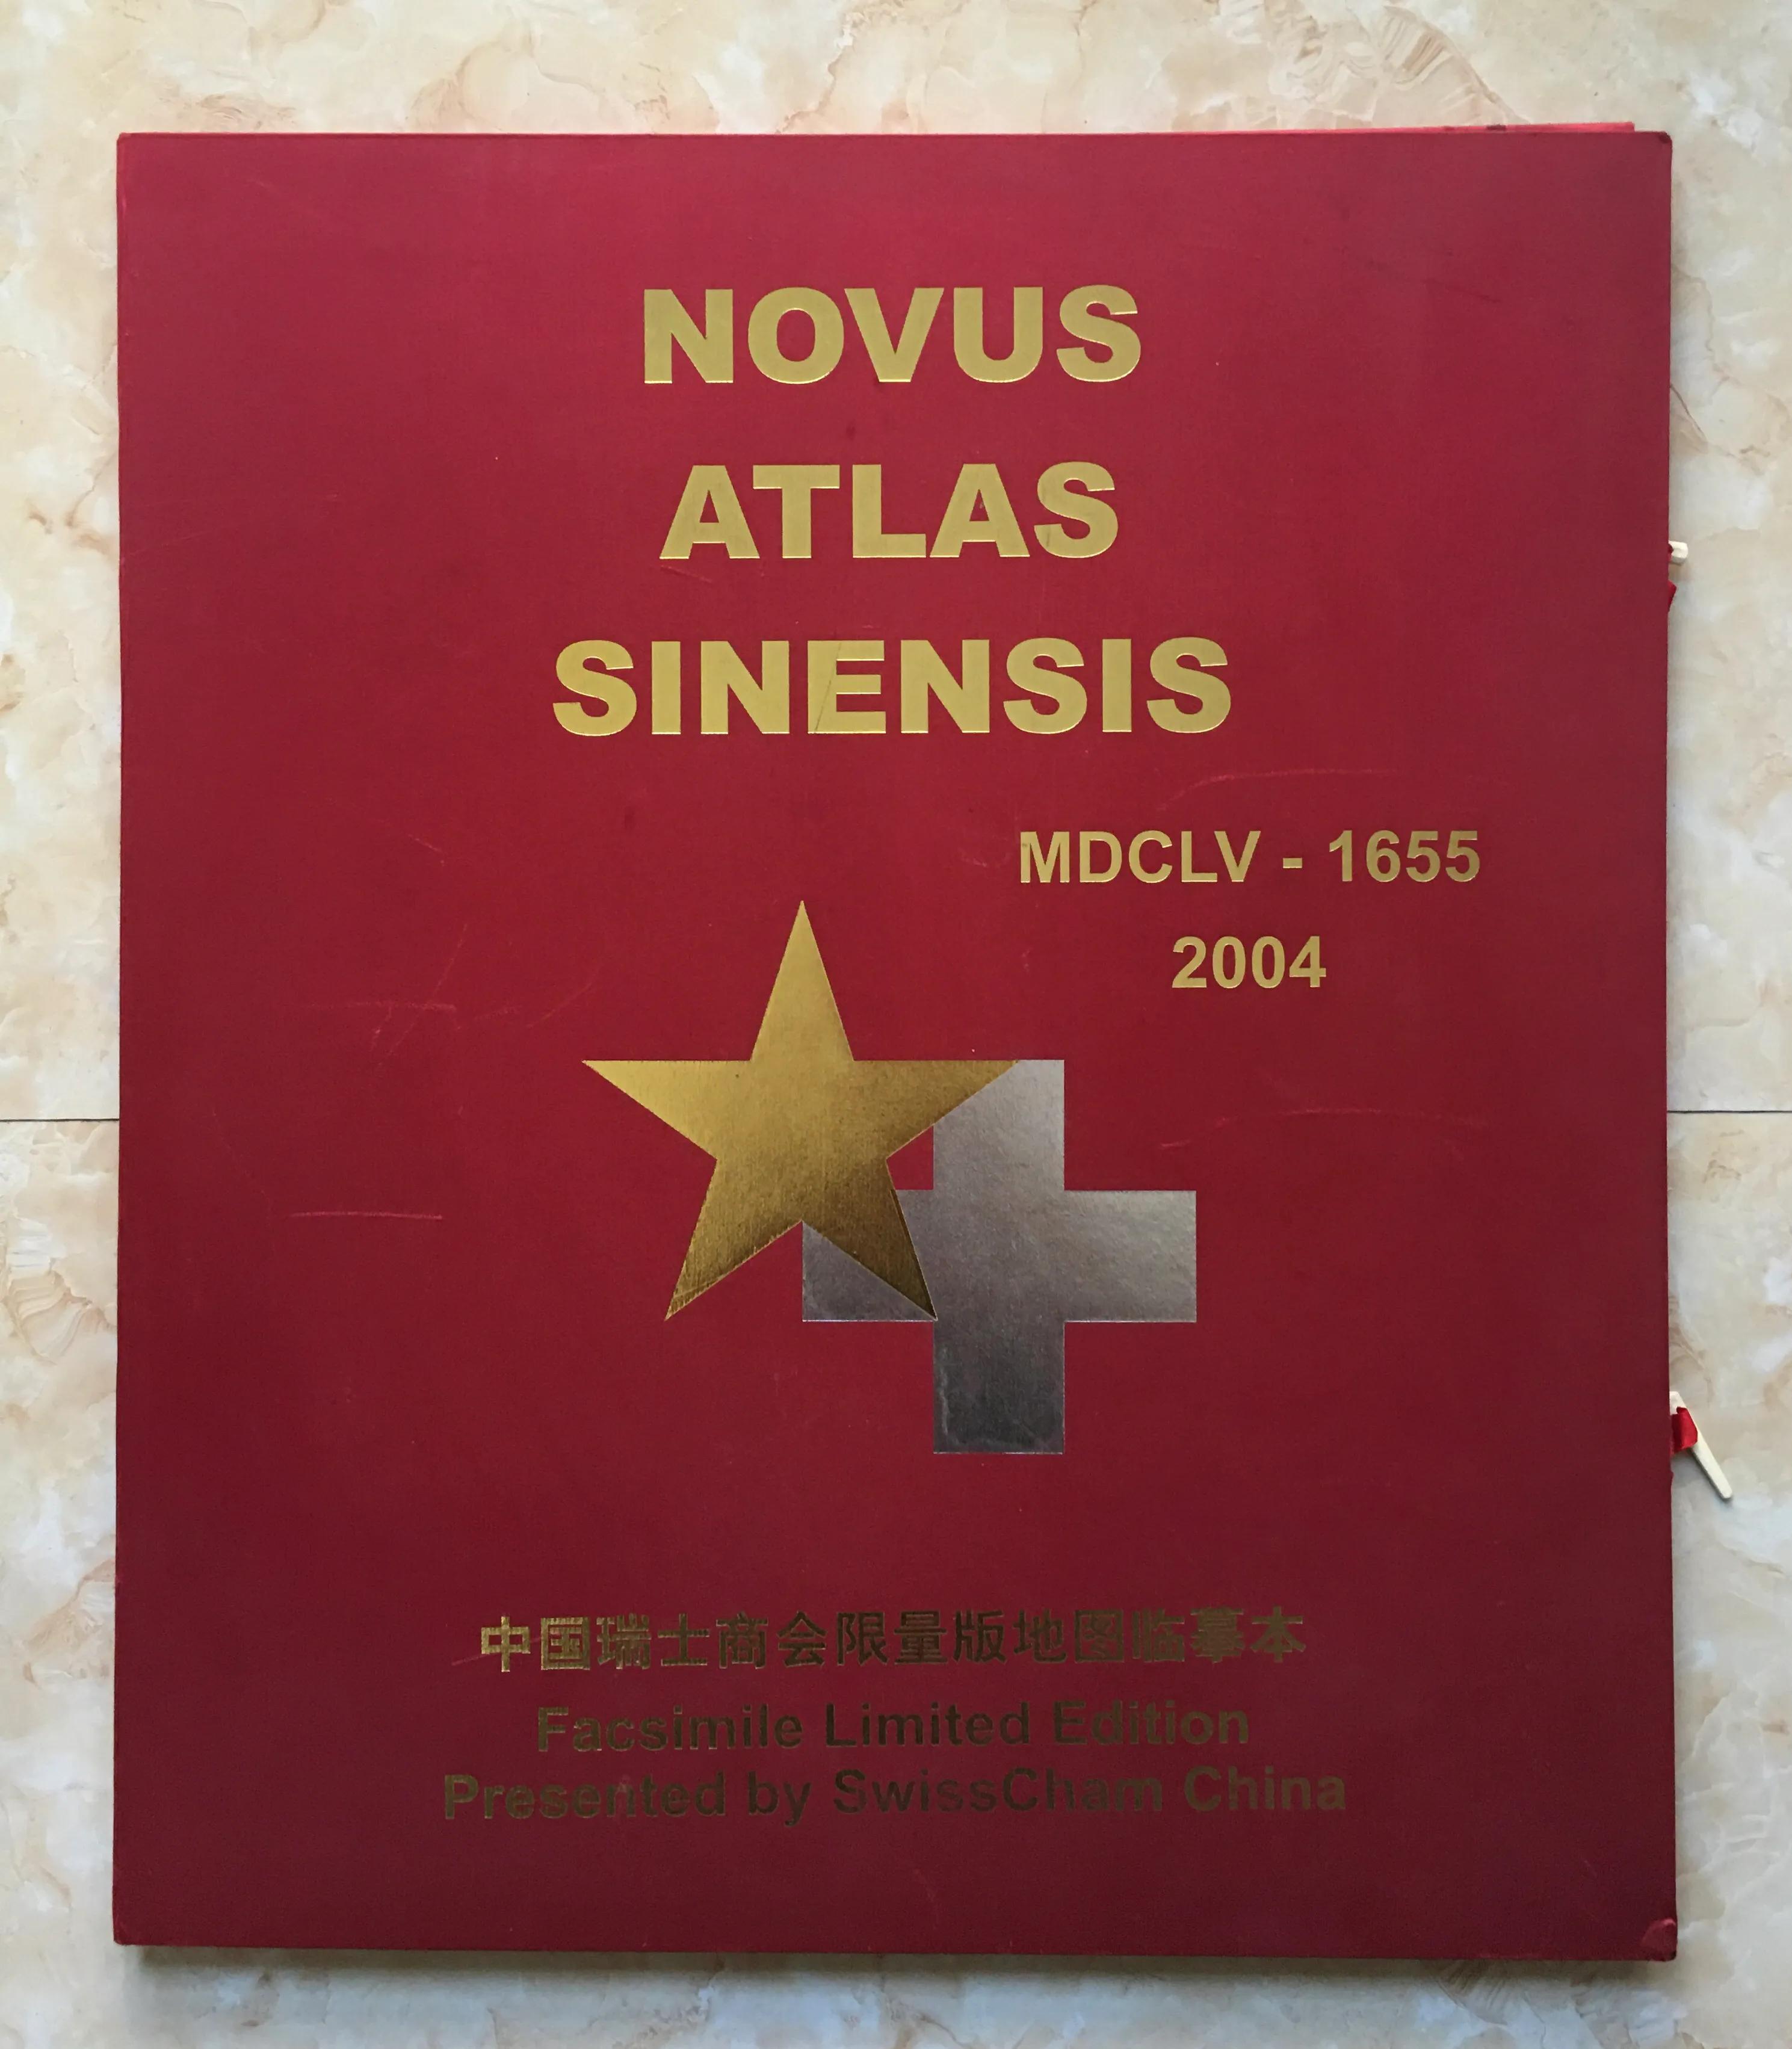 NOVUS
ATLAS
SINENSIS
MDCLV - 1655
2004
中国瑞士商会限量版地图临摹本
Facsimile Limited Edition
Presented by SwissCham China